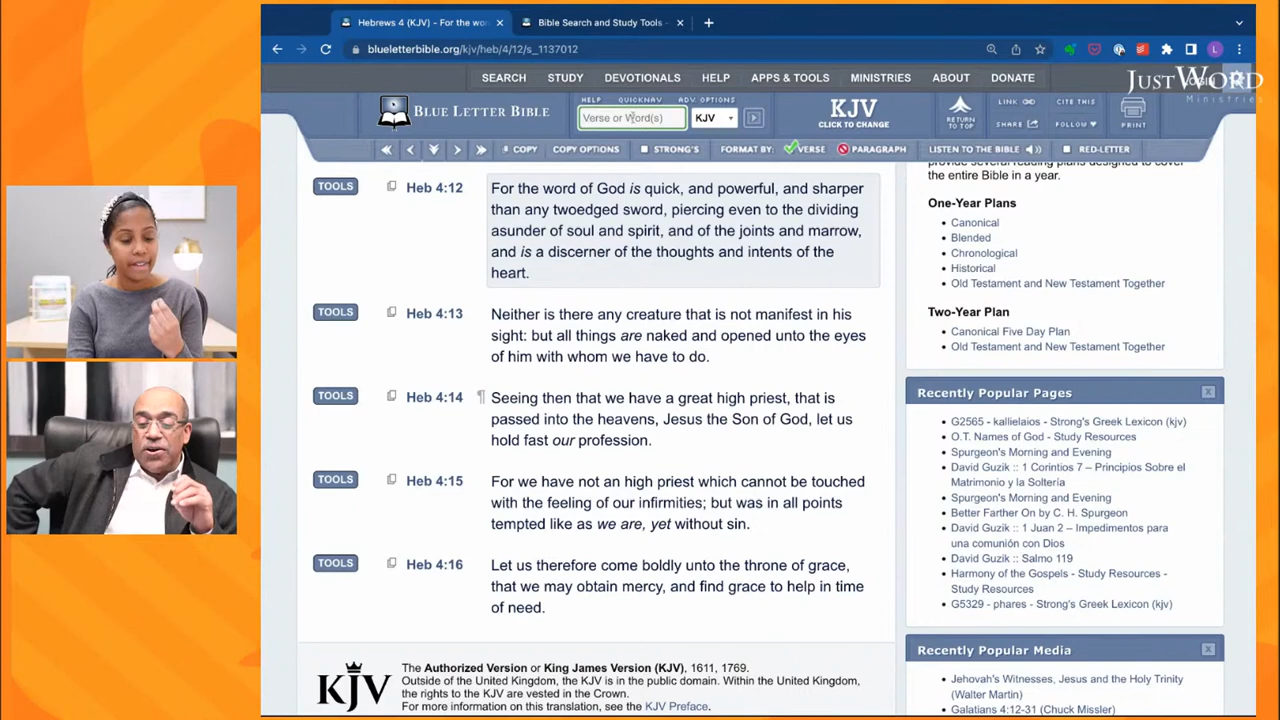 Hebrews 4 (KJV) - For the wor
Bible Search and Study Tools -
blueletterbible.org/kjv/heb/4/12/s_1137012
L
SEARCH STUDY DEVOTIONALS HELP APPS & TOOLS MINISTRIES ABOUT DONATE
JUSTWORD
Ministries
BLUE LETTER BIBLE
HELP QUICKNAV ADV. OPTIONS
Verse or Word(s) KJV
KJV
CLICK TO CHANGE
RETURN
TO TOP
LINK CITE THIS
SHARE FOLLOW
PRINT
COPY COPY OPTIONS STRONG'S FORMAT BY: VERSE PARAGRAPH LISTEN TO THE BIBLE RED-LETTER
TOOLS Heb 4:12 For the word of God is quick, and powerful, and sharper
than any twoedged sword, piercing even to the dividing
asunder of soul and spirit, and of the joints and marrow,
and is a discerner of the thoughts and intents of the
heart.
TOOLS Heb 4:13 Neither is there any creature that is not manifest in his
sight: but all things are naked and opened unto the eyes
of him with whom we have to do.
TOOLS Heb 4:14 ¶ Seeing then that we have a great high priest, that is
passed into the heavens, Jesus the Son of God, let us
hold fast our profession.
TOOLS Heb 4:15 For we have not an high priest which cannot be touched
with the feeling of our infirmities; but was in all points
tempted like as we are, yet without sin.
TOOLS Heb 4:16 Let us therefore come boldly unto the throne of grace,
that we may obtain mercy, and find grace to help in time
of need.
KJV
The Authorized Version or King James Version (KJV), 1611, 1769.
Outside of the United Kingdom, the KJV is in the public domain. Within the United Kingdom,
the rights to the KJV are vested in the Crown.
For more information on this translation, see the KJV Preface.
provide several reading plans designed to cover
the entire Bible in a year.
One-Year Plans
• Canonical
• Blended
• Chronological
• Historical
• Old Testament and New Testament Together
Two-Year Plan
• Canonical Five Day Plan
• Old Testament and New Testament Together
Recently Popular Pages
• G2565 - kallielaios - Strong's Greek Lexicon (kjv)
• O.T. Names of God - Study Resources
• Spurgeon's Morning and Evening
• David Guzik :: 1 Corintios 7 – Principios Sobre el
Matrimonio y la Soltería
• Spurgeon's Morning and Evening
• Better Farther On by C. H. Spurgeon
• David Guzik :: 1 Juan 2 – Impedimentos para
una comunión con Dios
• David Guzik :: Salmo 119
• Harmony of the Gospels - Study Resources -
Study Resources
• G5329 - phares - Strong's Greek Lexicon (kjv)
Recently Popular Media
• Jehovah's Witnesses, Jesus and the Holy Trinity
(Walter Martin)
• Galatians 4:12-31 (Chuck Missler)